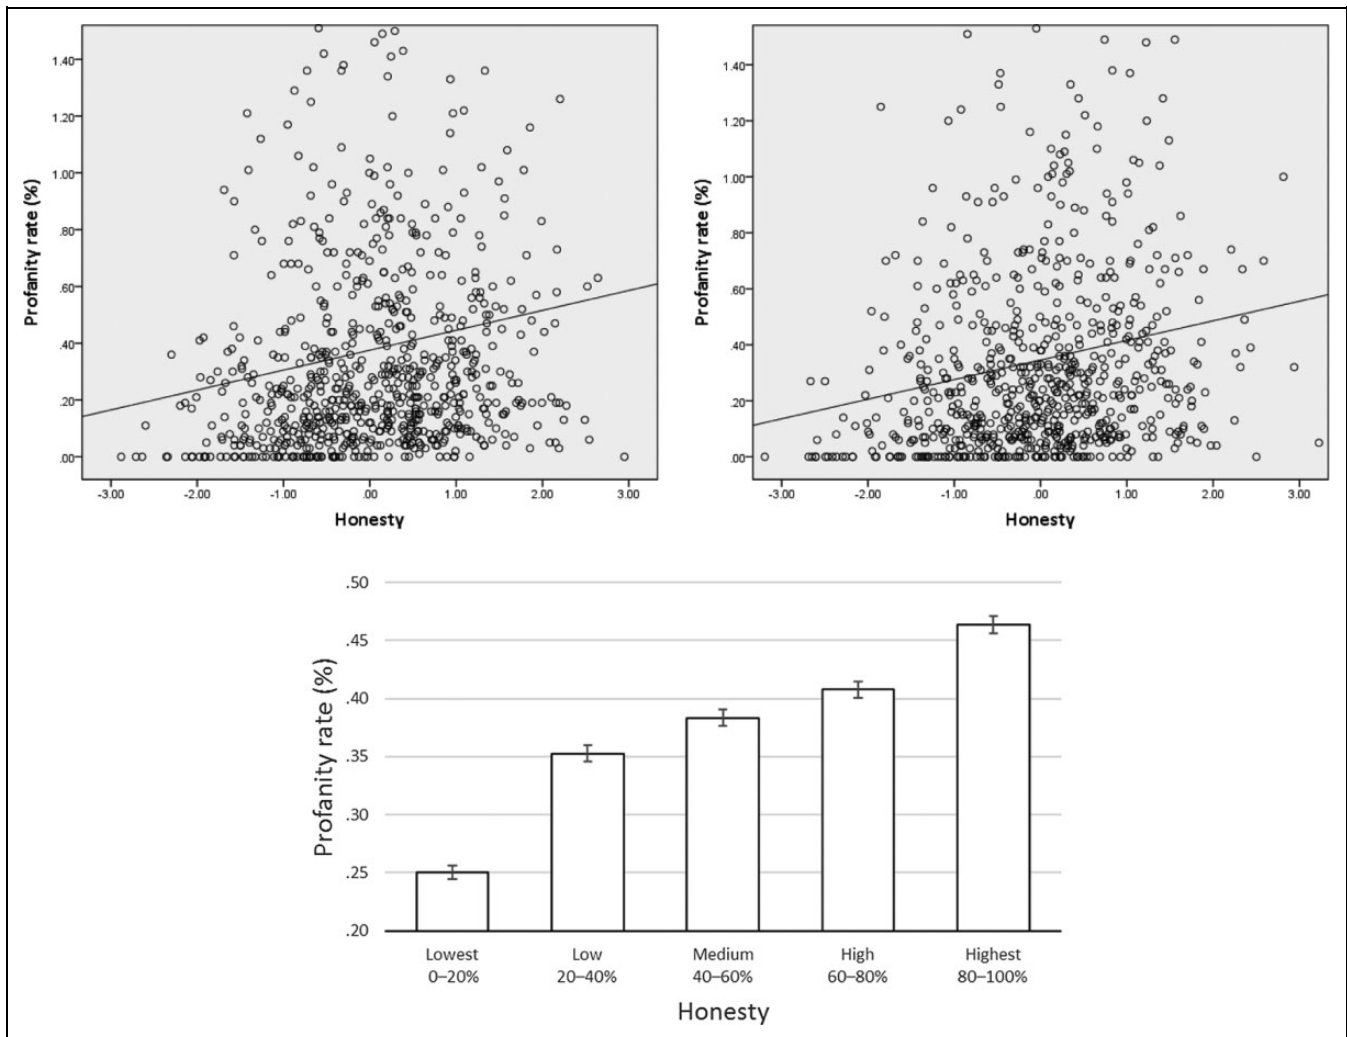 1.40
1.20
1.00
.80
.60
.40
.20
.00
Profanity rate (%)
-3.00 -2.00 -1.00 .00 1.00 2.00 3.00
Honesty
1.40
1.20
1.00
.80
.60
.40
.20
.00
Profanity rate (%)
-3.00 -2.00 -1.00 .00 1.00 2.00 3.00
Honesty
.50
.45
.40
.35
.30
.25
.20
Profanity rate (%)
Lowest Low Medium High Highest
0–20% 20–40% 40–60% 60–80% 80–100%
Honesty